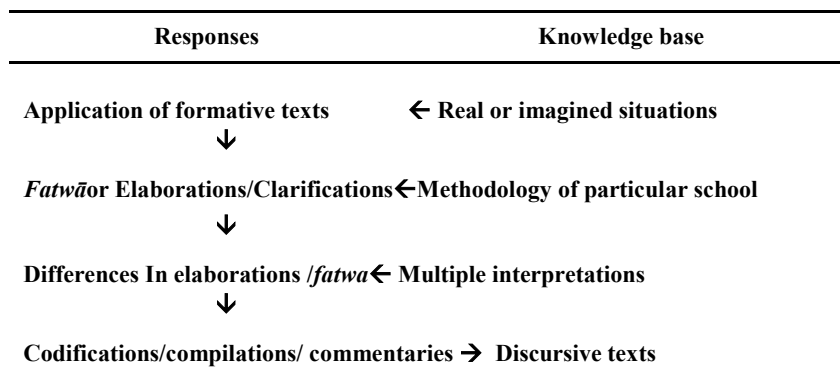 Responses Knowledge base
Application of formative texts ← Real or imagined situations
↓
Fatwāor Elaborations/Clarifications←Methodology of particular school
↓
Differences In elaborations /fatwa← Multiple interpretations
↓
Codifications/compilations/ commentaries → Discursive texts